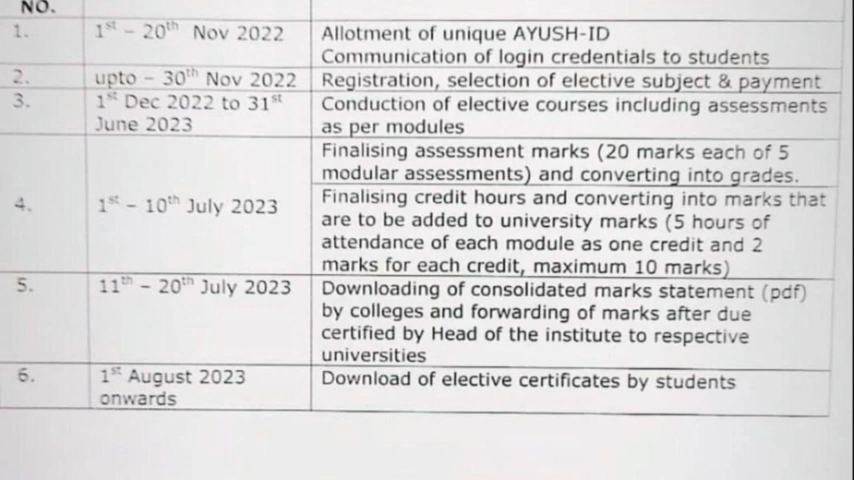 NO.
1. 1st – 20th Nov 2022 Allotment of unique AYUSH-ID
Communication of login credentials to students
2. upto – 30th Nov 2022 Registration, selection of elective subject & payment
3. 1st Dec 2022 to 31st Conduction of elective courses including assessments
June 2023 as per modules
Finalising assessment marks (20 marks each of 5
modular assessments) and converting into grades.
4. 1st – 10th July 2023 Finalising credit hours and converting into marks that
are to be added to university marks (5 hours of
attendance of each module as one credit and 2
marks for each credit, maximum 10 marks)
5. 11th – 20th July 2023 Downloading of consolidated marks statement (pdf)
by colleges and forwarding of marks after due
certified by Head of the institute to respective
universities
6. 1st August 2023 Download of elective certificates by students
onwards